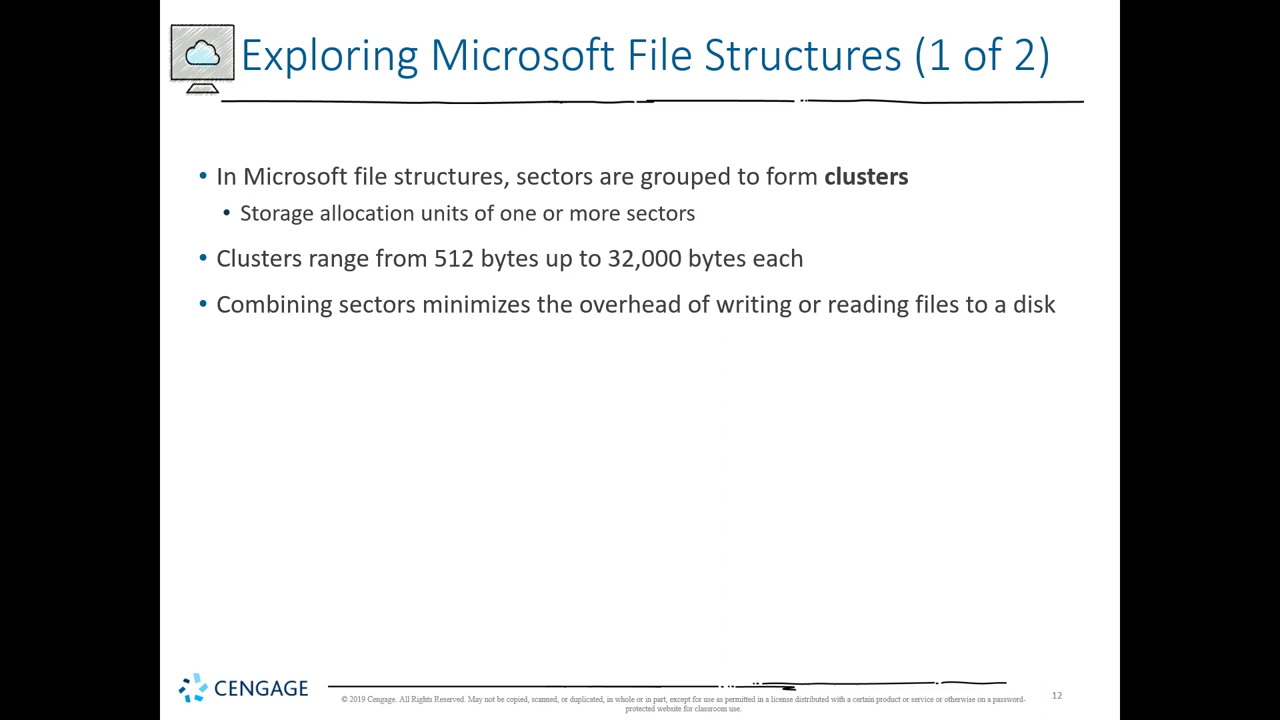 Exploring Microsoft File Structures (1 of 2)
• In Microsoft file structures, sectors are grouped to form clusters
• Storage allocation units of one or more sectors
• Clusters range from 512 bytes up to 32,000 bytes each
• Combining sectors minimizes the overhead of writing or reading files to a disk
CENGAGE
© 2019 Cengage. All Rights Reserved. May not be copied, scanned, or duplicated, in whole or in part, except for use as permitted in a license distributed with a certain product or service or otherwise on a password-
protected website for classroom use.
12